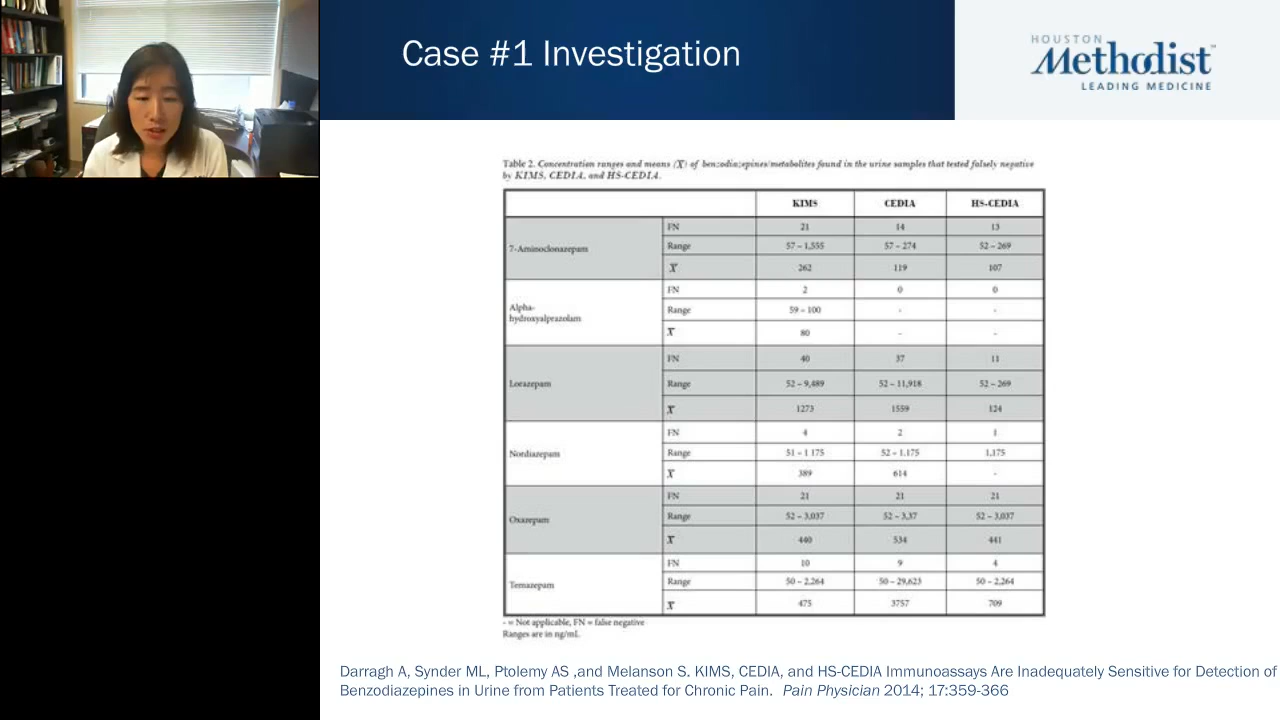 Case #1 Investigation
HOUSTON
Methodist
LEADING MEDICINE
Table 2. Concentration ranges and means (X̄) of benzodiazepines/metabolites found in the urine samples that tested falsely negative
by KIMS, CEDIA, and HS-CEDIA.
KIMS CEDIA HS-CEDIA
7-Aminoclonazepam
FN 21 14 13
Range 57 – 1,555 57 – 274 52 – 269
X̄ 262 119 107
Alpha-
hydroxyalprazolam
FN 2 0 0
Range 59 – 100 - -
X̄ 80 - -
Lorazepam
FN 40 37 11
Range 52 – 9,489 52 – 11,918 52 – 269
X̄ 1273 1559 124
Nordiazepam
FN 4 2 1
Range 51 – 1 175 52 – 1,175 1,175
X̄ 389 614 -
Oxazepam
FN 21 21 21
Range 52 – 3,037 52 – 3,37 52 – 3,037
X̄ 440 534 441
Temazepam
FN 10 9 4
Range 50 – 2,264 50 – 29,623 50 – 2,264
X̄ 475 3757 709
- = Not applicable, FN = false negative
Ranges are in ng/mL
Darragh A, Synder ML, Ptolemy AS ,and Melanson S. KIMS, CEDIA, and HS-CEDIA Immunoassays Are Inadequately Sensitive for Detection of
Benzodiazepines in Urine from Patients Treated for Chronic Pain. Pain Physician 2014; 17:359-366